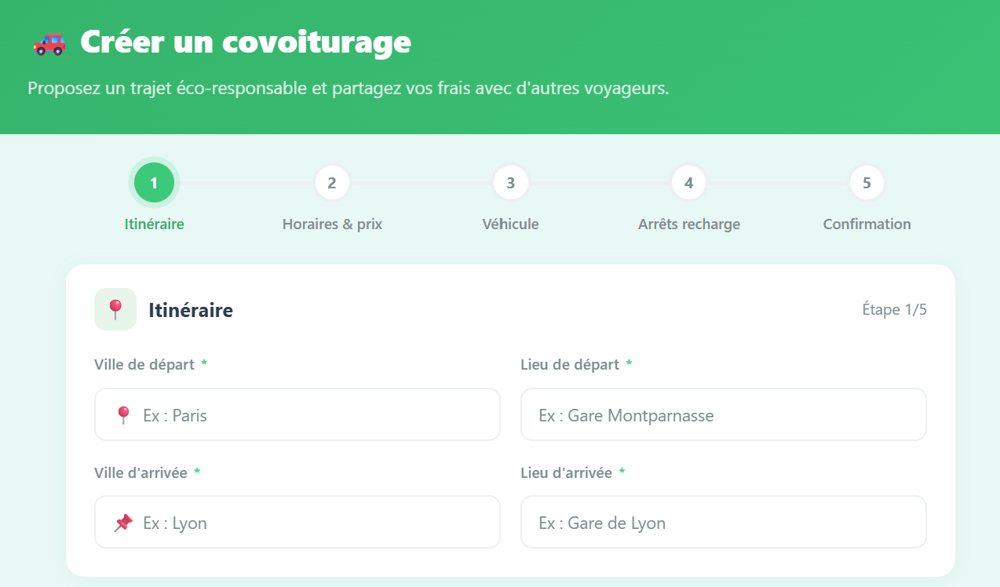 Créer un covoiturage
Proposez un trajet éco-responsable et partagez vos frais avec d'autres voyageurs.
1 2 3 4 5
Itinéraire Horaires & prix Véhicule Arrêts recharge Confirmation
Itinéraire Étape 1/5
Ville de départ * Lieu de départ *
Ex : Paris Ex : Gare Montparnasse
Ville d'arrivée * Lieu d'arrivée *
Ex : Lyon Ex : Gare de Lyon